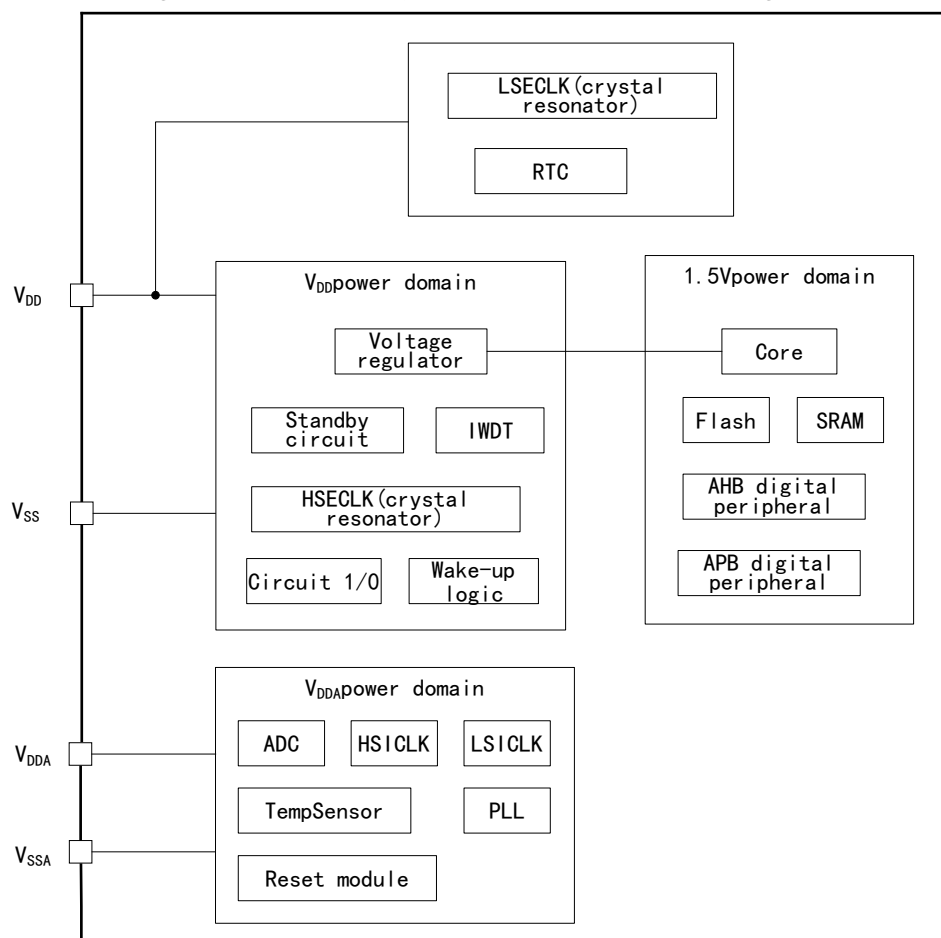 LSECLK(crystal
resonator)
RTC
VDD
VDDpower domain
Voltage
regulator
Standby
circuit
IWDT
VSS
HSECLK(crystal
resonator)
Circuit 1/0
Wake-up
logic
1.5Vpower domain
Core
Flash
SRAM
AHB digital
peripheral
APB digital
peripheral
VDDApower domain
VDDA
ADC
HSICLK
LSICLK
TempSensor
PLL
VSSA
Reset module